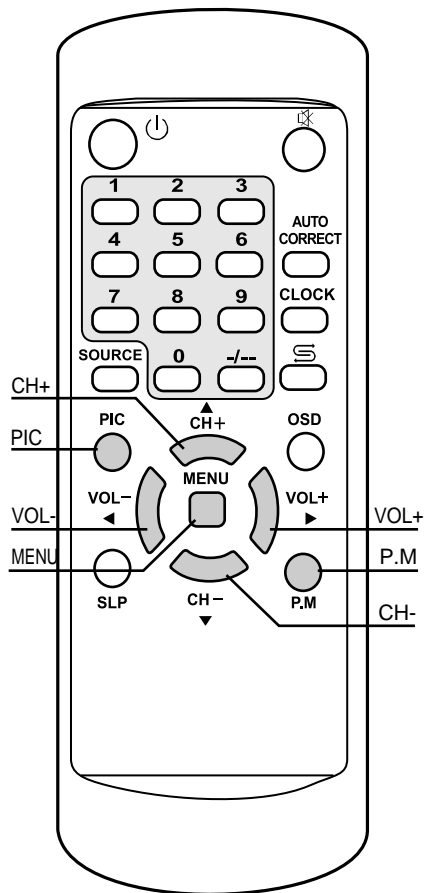 1 2 3
AUTO
CORRECT
4 5 6
7 8 9
CLOCK
SOURCE
0 -/--
CH+
PIC
CH+
OSD
PIC
MENU
VOL-
VOL+
VOL-
VOL+
MENU
P.M
SLP
CH-
P.M
CH-